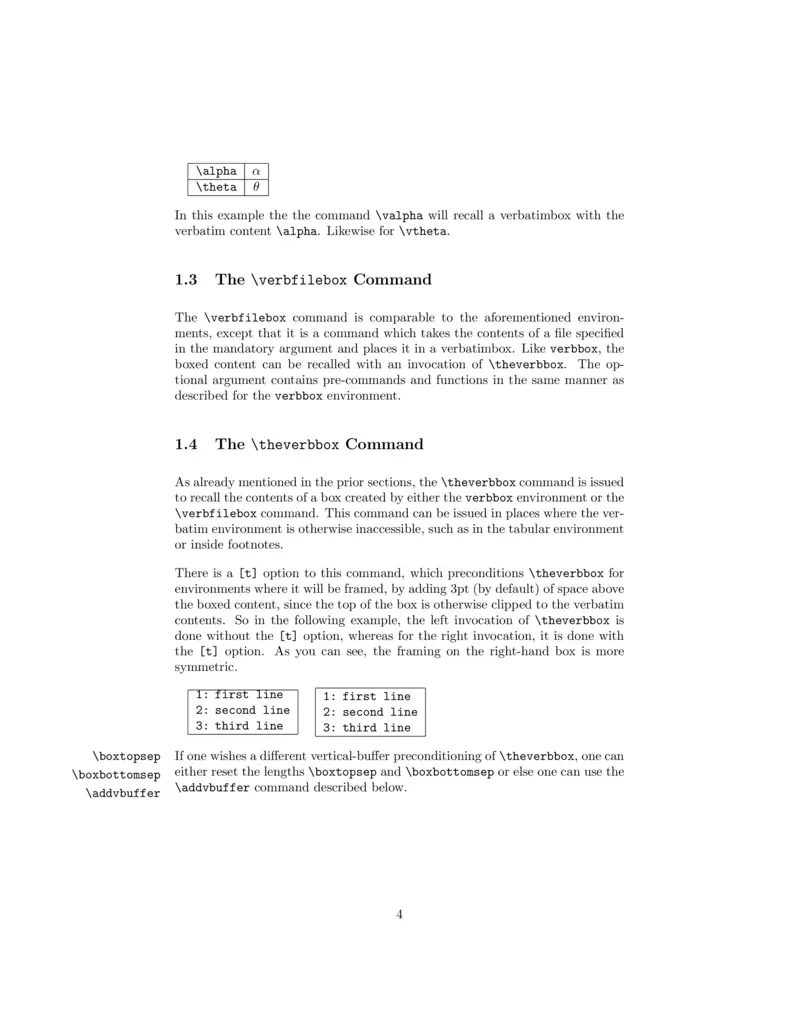 \alpha α
\theta θ
In this example the the command \valpha will recall a verbatimbox with the
verbatim content \alpha. Likewise for \vtheta.
1.3 The \verbfilebox Command
The \verbfilebox command is comparable to the aforementioned environ-
ments, except that it is a command which takes the contents of a file specified
in the mandatory argument and places it in a verbatimbox. Like verbbox, the
boxed content can be recalled with an invocation of \theverbbox. The op-
tional argument contains pre-commands and functions in the same manner as
described for the verbbox environment.
1.4 The \theverbbox Command
As already mentioned in the prior sections, the \theverbbox command is issued
to recall the contents of a box created by either the verbbox environment or the
\verbfilebox command. This command can be issued in places where the ver-
batim environment is otherwise inaccessible, such as in the tabular environment
or inside footnotes.
There is a [t] option to this command, which preconditions \theverbbox for
environments where it will be framed, by adding 3pt (by default) of space above
the boxed content, since the top of the box is otherwise clipped to the verbatim
contents. So in the following example, the left invocation of \theverbbox is
done without the [t] option, whereas for the right invocation, it is done with
the [t] option. As you can see, the framing on the right-hand box is more
symmetric.
1: first line
2: second line
3: third line
1: first line
2: second line
3: third line
\boxtopsep
\boxbottomsep
\addvbuffer
If one wishes a different vertical-buffer preconditioning of \theverbbox, one can
either reset the lengths \boxtopsep and \boxbottomsep or else one can use the
\addvbuffer command described below.
4